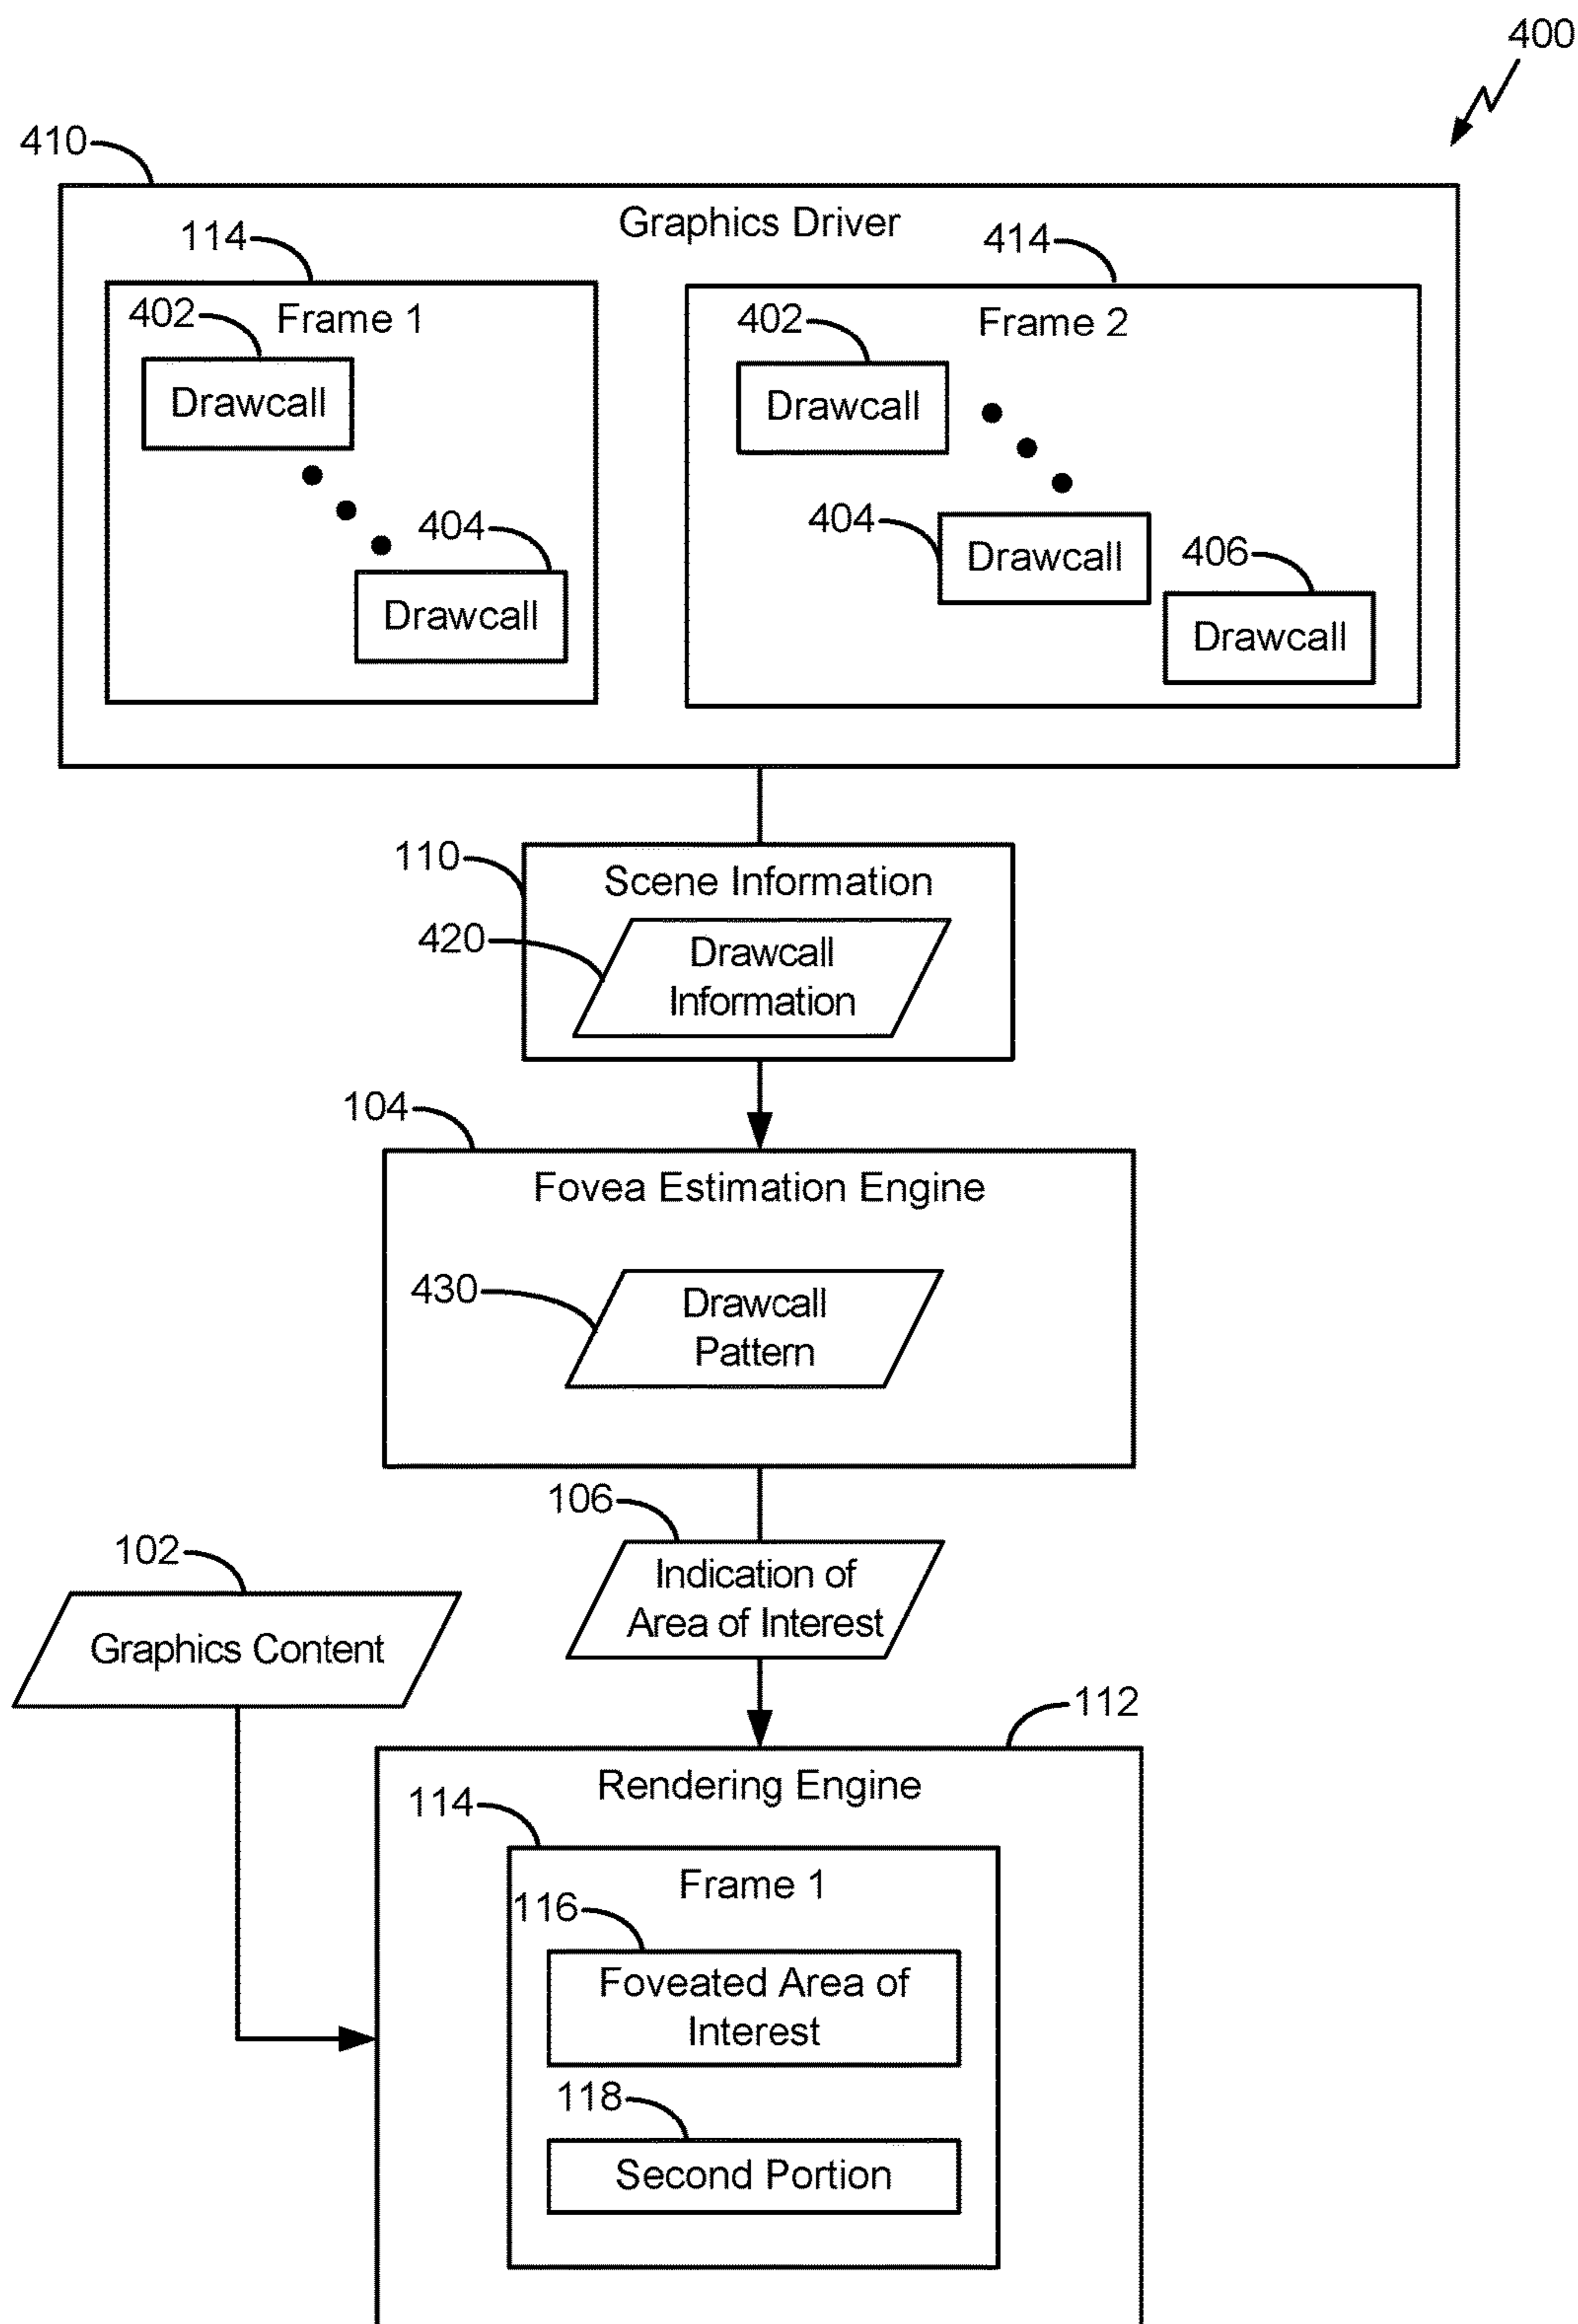 400
410
Graphics Driver
114
414
402
Frame 1
402
Frame 2
Drawcall
Drawcall
404
Drawcall
404
Drawcall
406
Drawcall
110
Scene Information
420
Drawcall
Information
104
Fovea Estimation Engine
430
Drawcall
Pattern
106
Indication of
Area of Interest
102
Graphics Content
112
Rendering Engine
114
Frame 1
116
Foveated Area of
Interest
118
Second Portion